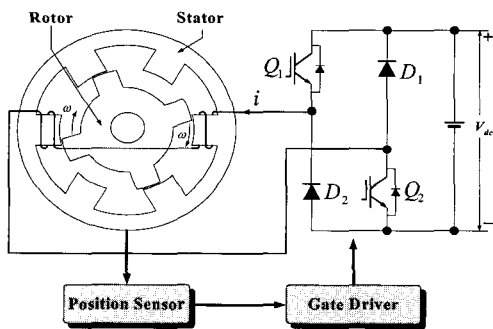 Rotor
Stator
Q1
D1
ω
i
ω
Vdc
+
−
D2
Q2
Position Sensor
Gate Driver